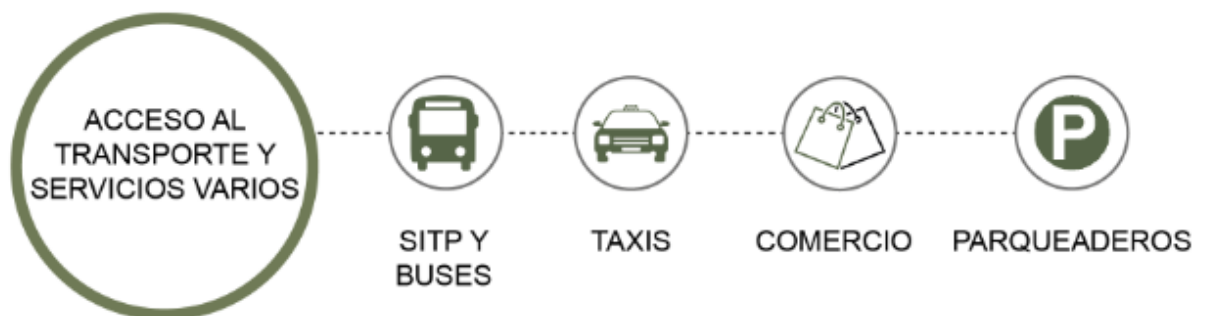 ACCESO AL
TRANSPORTE Y
SERVICIOS VARIOS
P
SITP Y
BUSES
TAXIS
COMERCIO
PARQUEADEROS